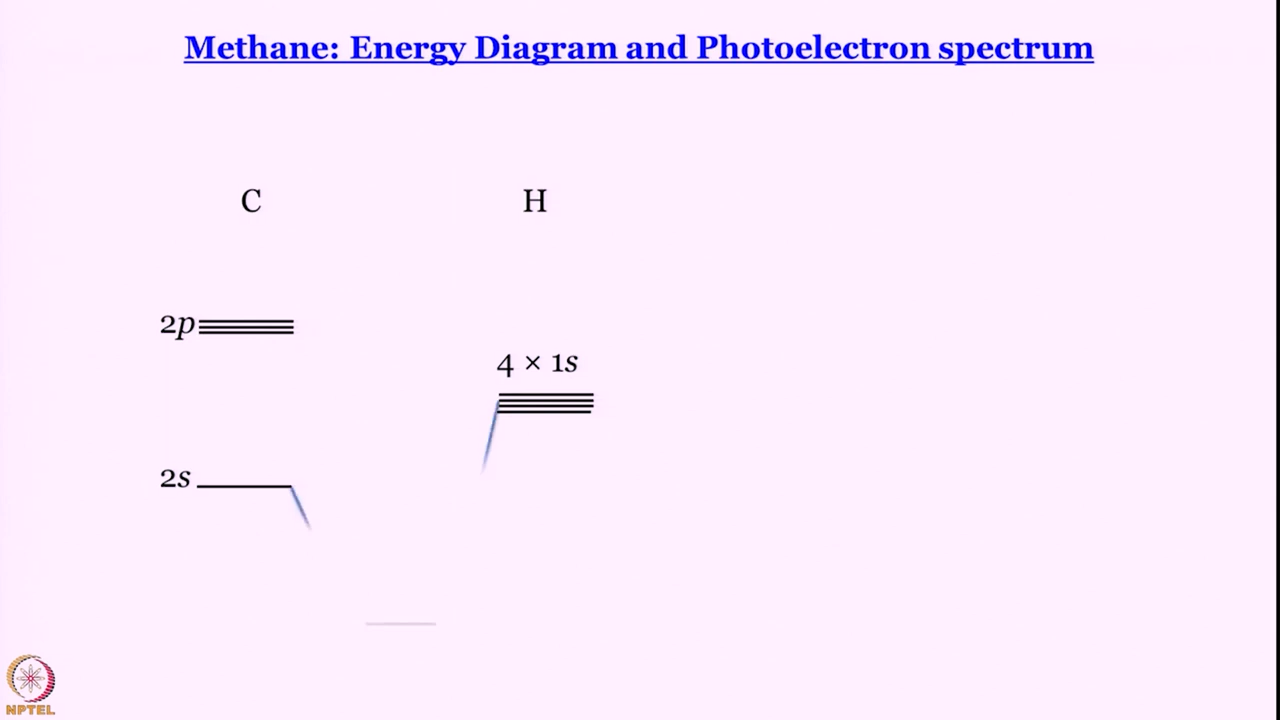 Methane: Energy Diagram and Photoelectron spectrum
C H
2p
4 × 1s
2s
NPTEL